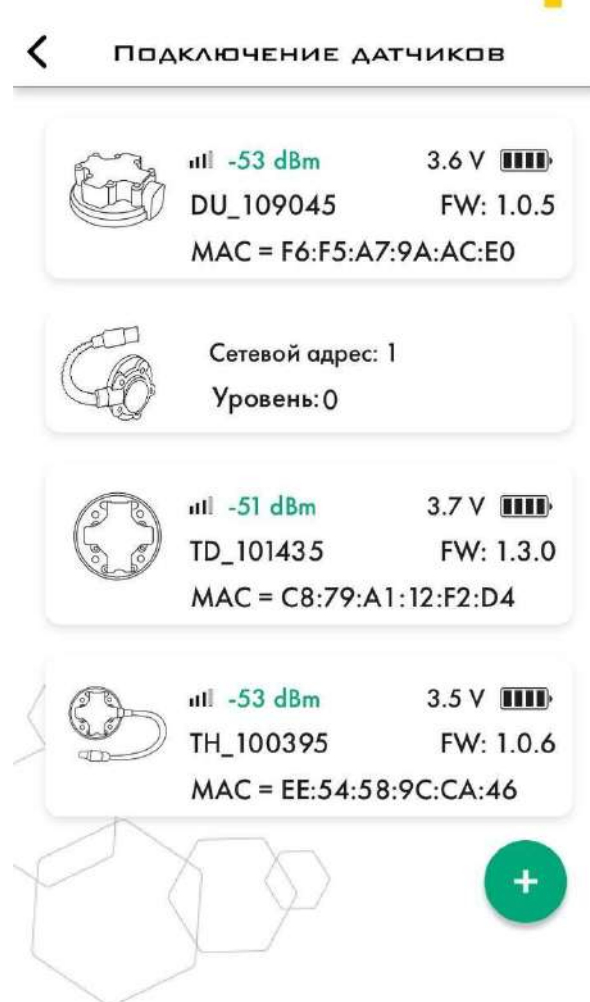 Подключение датчиков
-53 dBm 3.6 V
DU_109045 FW: 1.0.5
MAC = F6:F5:A7:9A:AC:E0
Сетевой адрес: 1
Уровень:0
-51 dBm 3.7 V
TD_101435 FW: 1.3.0
MAC = C8:79:A1:12:F2:D4
-53 dBm 3.5 V
TH_100395 FW: 1.0.6
MAC = EE:54:58:9C:CA:46
+